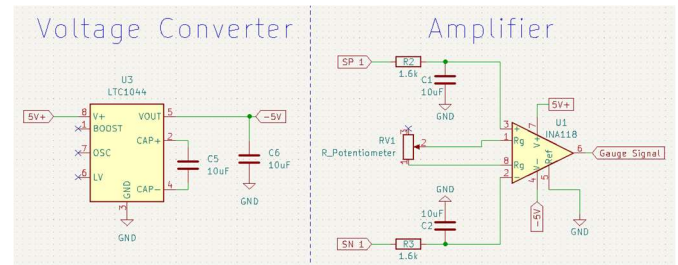 Voltage Converter
Amplifier
U3
LTC1044
5V+
8
V+
VOUT
5
-5V
1
BOOST
CAP+
2
7
OSC
C5
10uF
C6
10uF
6
LV
CAP-
4
GND
3
GND
GND
SP 1
R2
1.6k
C1
10uF
GND
5V+
RV1
R_Potentiometer
3
2
1
3
+
1
Rg
8
Rg
2
-
7
V+
U1
INA118
6
Gauge Signal
V-
4
Ref
5
-5V
GND
GND
10uF
C2
SN 1
R3
1.6k